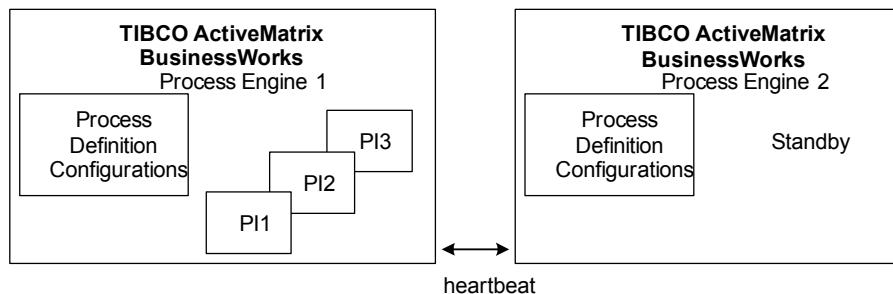 TIBCO ActiveMatrix
BusinessWorks
Process Engine 1
Process
Definition
Configurations
PI3
PI2
PI1
TIBCO ActiveMatrix
BusinessWorks
Process Engine 2
Process
Definition
Configurations
Standby
heartbeat